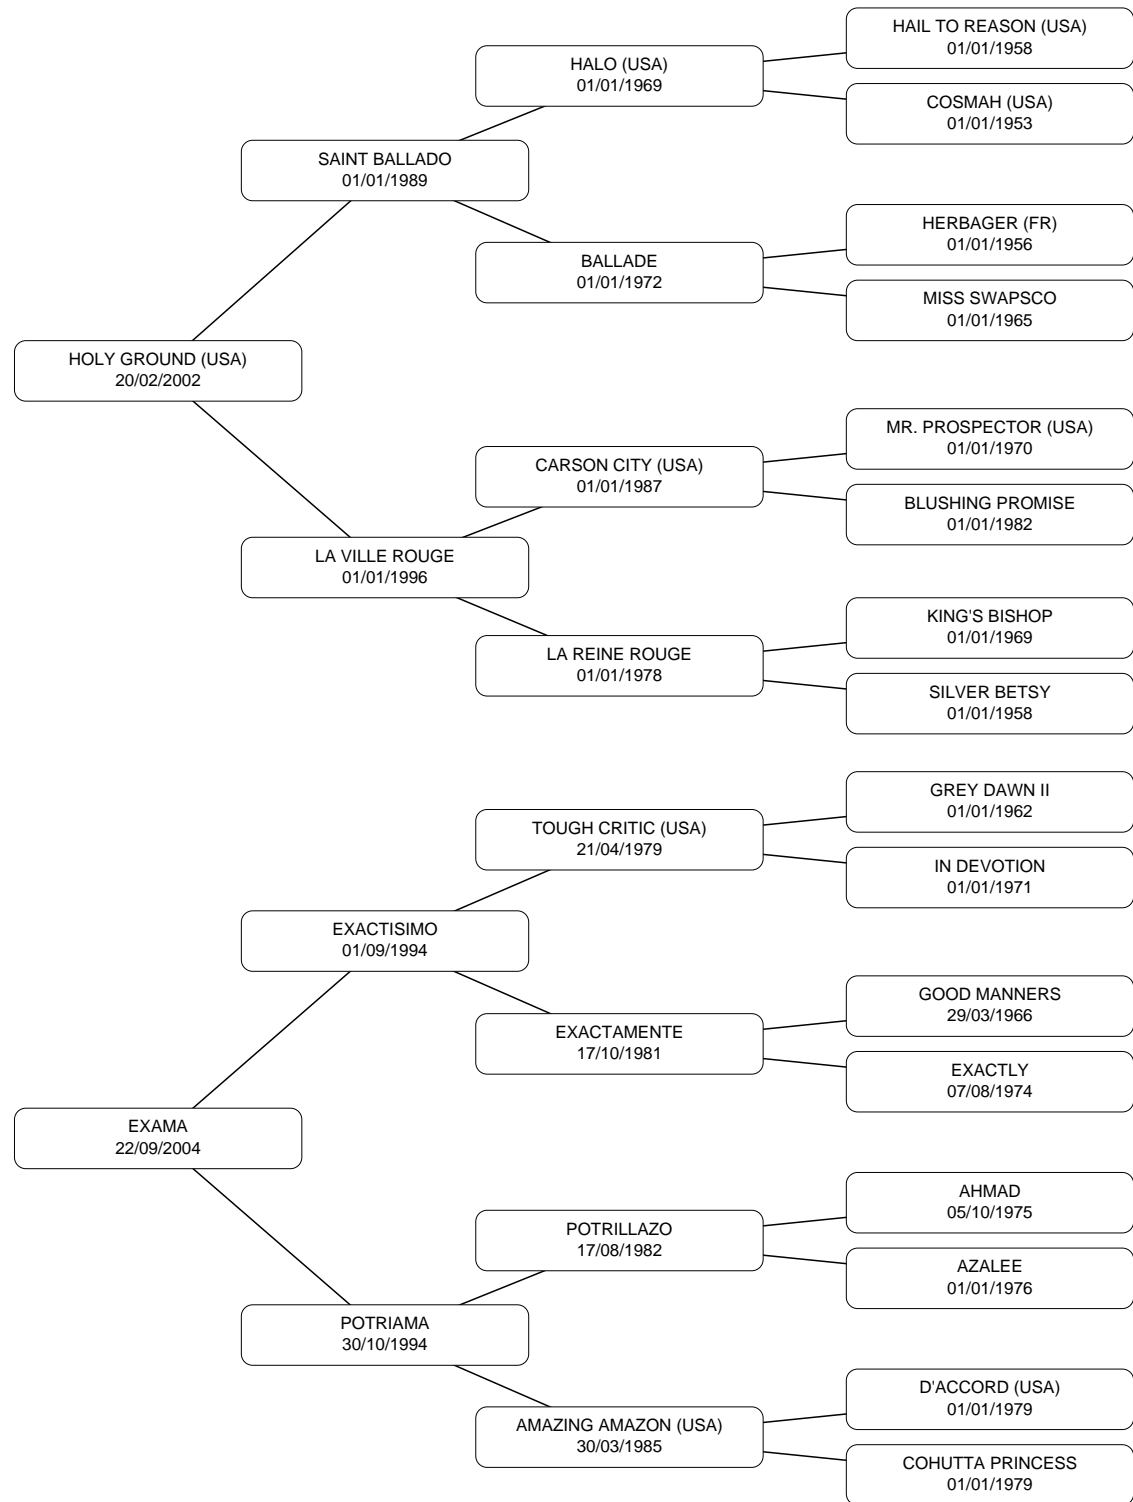 HAIL TO REASON (USA)
01/01/1958
HALO (USA)
01/01/1969
COSMAH (USA)
01/01/1953
SAINT BALLADO
01/01/1989
HERBAGER (FR)
01/01/1956
BALLADE
01/01/1972
MISS SWAPSCO
01/01/1965
HOLY GROUND (USA)
20/02/2002
MR. PROSPECTOR (USA)
01/01/1970
CARSON CITY (USA)
01/01/1987
BLUSHING PROMISE
01/01/1982
LA VILLE ROUGE
01/01/1996
KING'S BISHOP
01/01/1969
LA REINE ROUGE
01/01/1978
SILVER BETSY
01/01/1958
GREY DAWN II
01/01/1962
TOUGH CRITIC (USA)
21/04/1979
IN DEVOTION
01/01/1971
EXACTISIMO
01/09/1994
GOOD MANNERS
29/03/1966
EXACTAMENTE
17/10/1981
EXACTLY
07/08/1974
EXAMA
22/09/2004
AHMAD
05/10/1975
POTRILLAZO
17/08/1982
AZALEE
01/01/1976
POTRIAMA
30/10/1994
D'ACCORD (USA)
01/01/1979
AMAZING AMAZON (USA)
30/03/1985
COHUTTA PRINCESS
01/01/1979